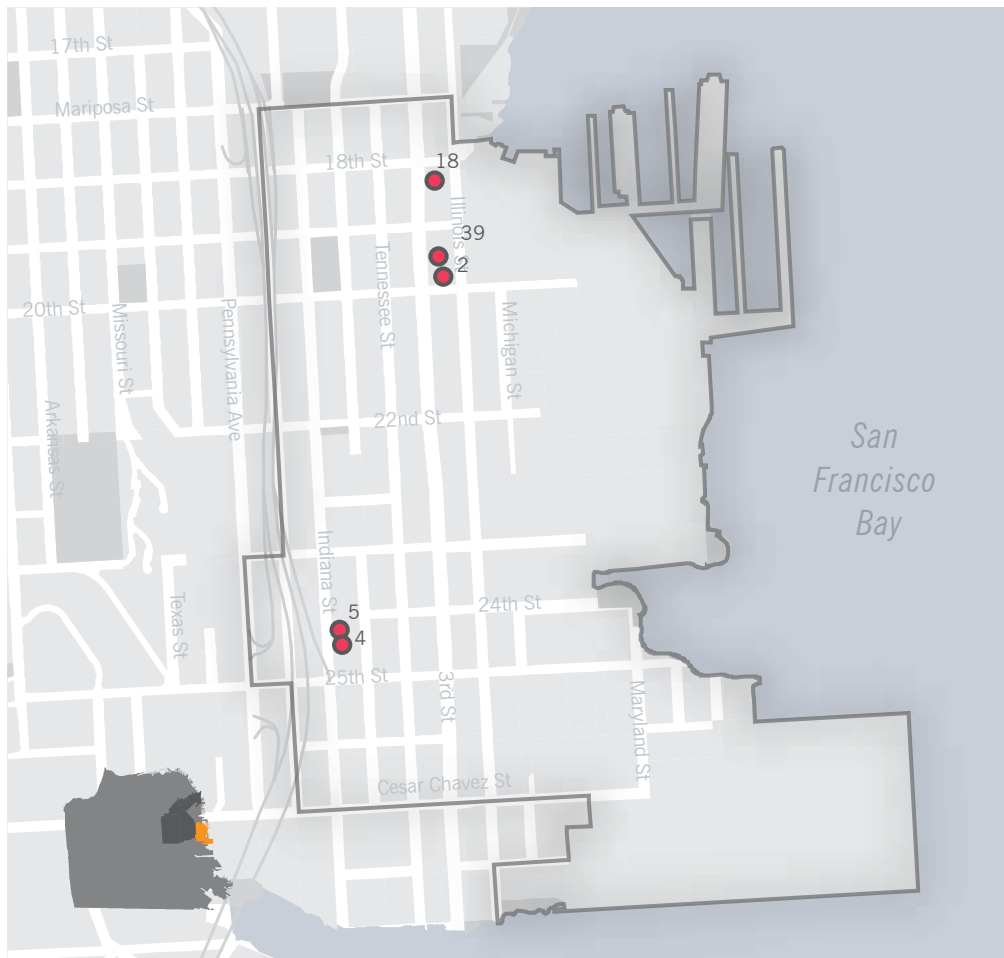 17th St
Mariposa St
18th St
18
Illinois St
39
2
Tennessee St
20th St
Missouri St
Pennsylvania Ave
Michigan St
Arkansas St
22nd St
San
Francisco
Bay
Indiana St
Texas St
24th St
5
4
25th St
3rd St
Maryland St
Cesar Chavez St